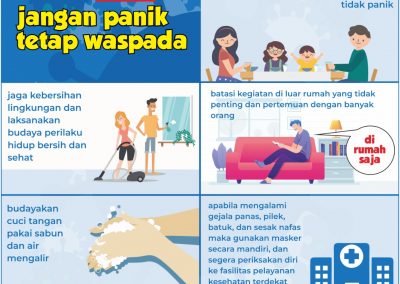 jangan panik
tetap waspada
tidak panik
jaga kebersihan
lingkungan dan
laksanakan
budaya perilaku
hidup bersih dan
sehat
batasi kegiatan di luar rumah yang tidak
penting dan pertemuan dengan banyak
orang
di
rumah
saja
budayakan
cuci tangan
pakai sabun
dan air
mengalir
apabila mengalami
gejala panas, pilek,
batuk, dan sesak nafas
maka gunakan masker
secara mandiri, dan
segera periksakan diri
ke fasilitas pelayanan
kesehatan terdekat